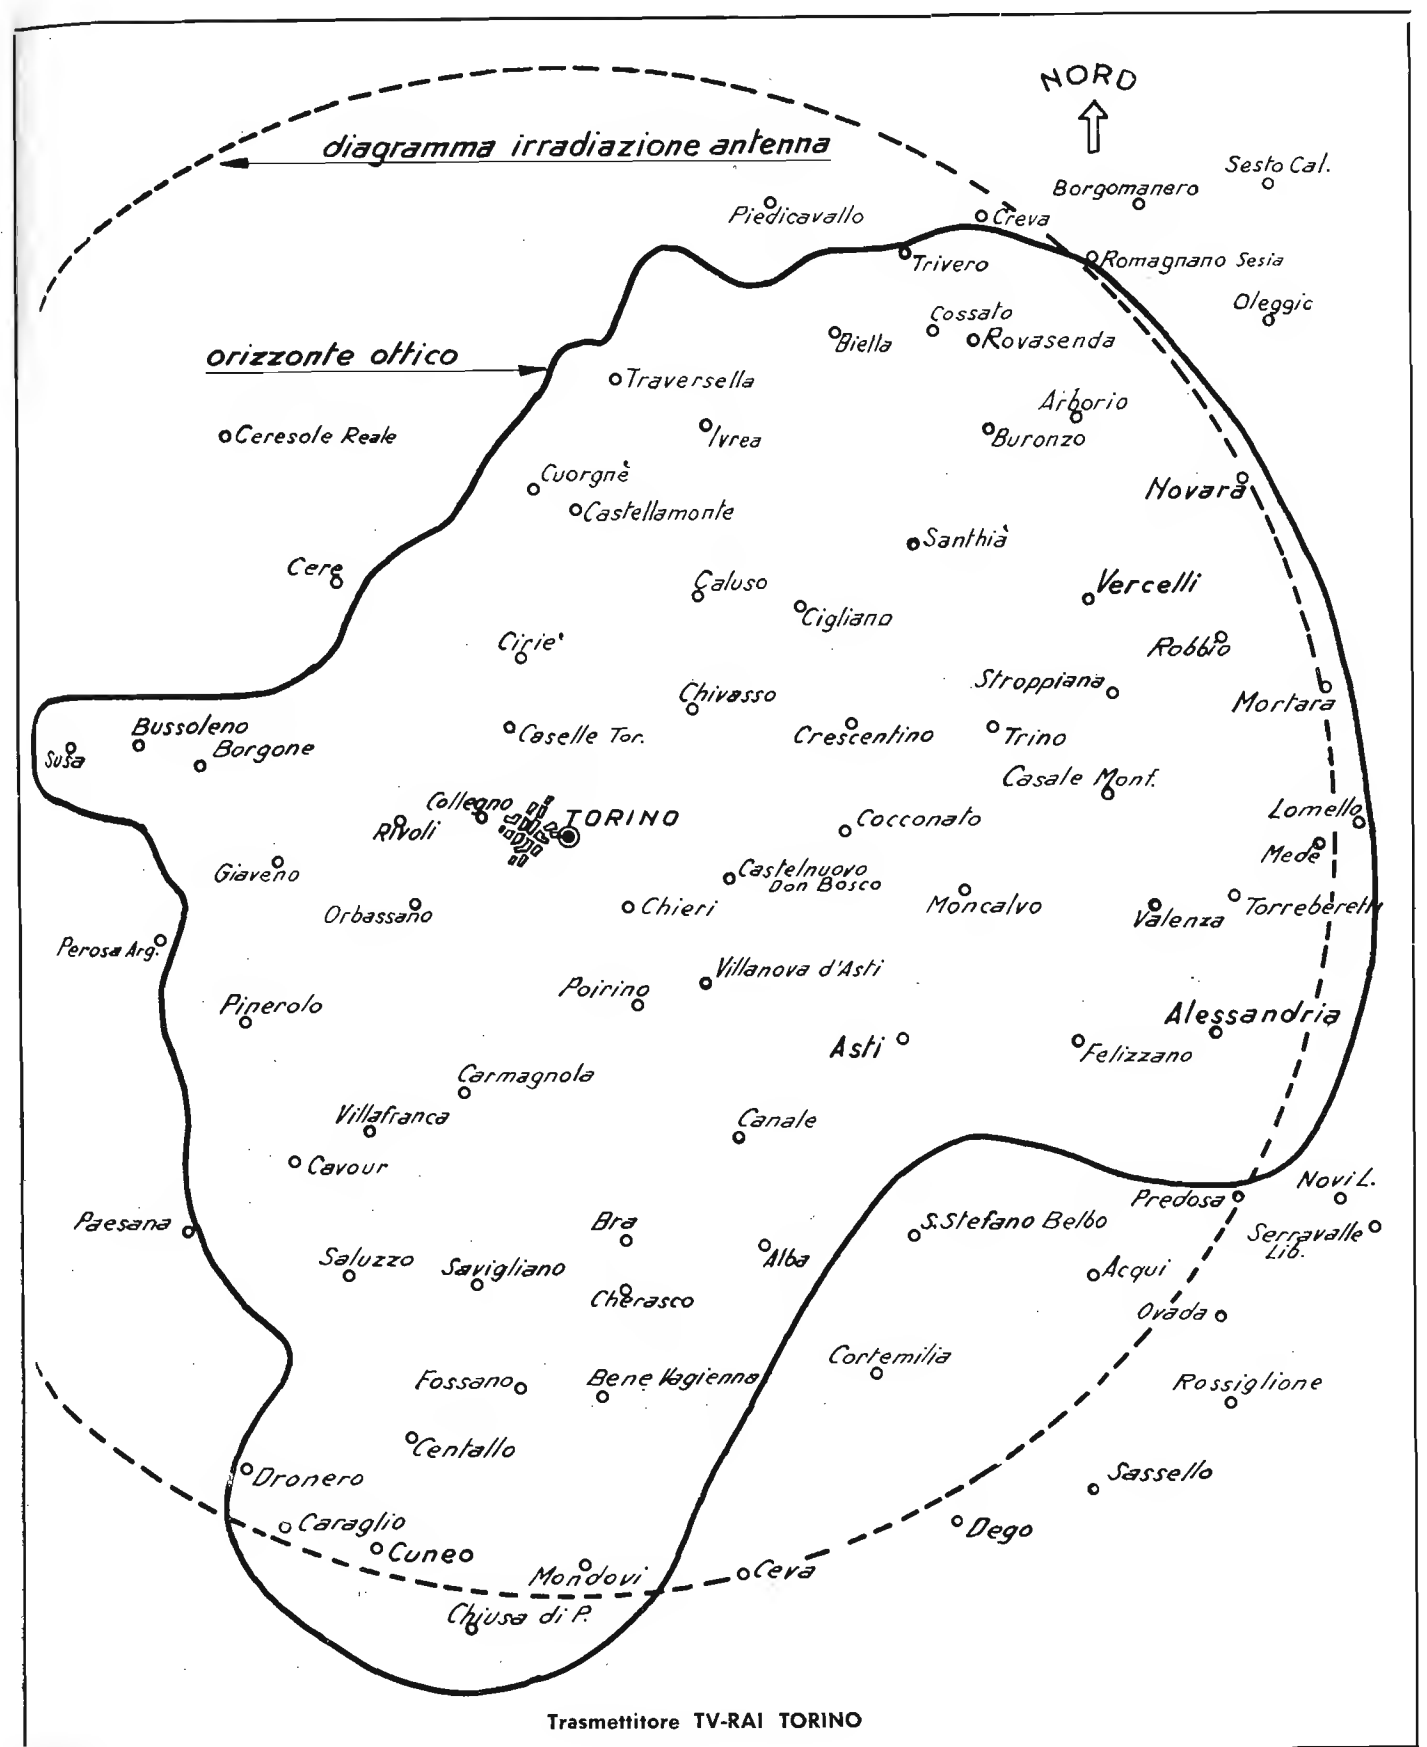 NORD
diagramma irradiazione antenna
Sesto Cal.
Borgomanero
Piedicavallo
Creva
Trivero
Romagnano Sesia
Oleggic
Cossato
Biella
Rovasenda
orizzonte ottico
Traversella
Arborio
Ceresole Reale
Ivrea
Buronzo
Cuorgnè
Novara
Castellamonte
Santhià
Cere
Caluso
Vercelli
Cigliano
Cirie'
Robbio
Stroppiana
Chivasso
Mortara
Bussoleno
Borgone
Susa
Caselle Tor.
Crescentino
Trino
Casale Monf.
Collegno
TORINO
Rivoli
Cocconato
Lomello
Mede
Giaveno
Castelnuovo
Don Bosco
Orbassano
Chieri
Moncalvo
Valenza
Torreberetti
Perosa Arg.
Villanova d'Asti
Poirino
Pinerolo
Alessandria
Asti
Felizzano
Carmagnola
Villafranca
Canale
Cavour
Novi L.
Predosa
Paesana
Bra
S.Stefano Belbo
Serravalle
Lib.
Alba
Saluzzo
Savigliano
Acqui
Cherasco
Ovada
Cortemilia
Fossano
Bene Vagienna
Rossiglione
Centallo
Dronero
Sassello
Caraglio
Dego
Cuneo
Mondovi
Ceva
Chiusa di P.
Trasmettitore TV-RAI TORINO